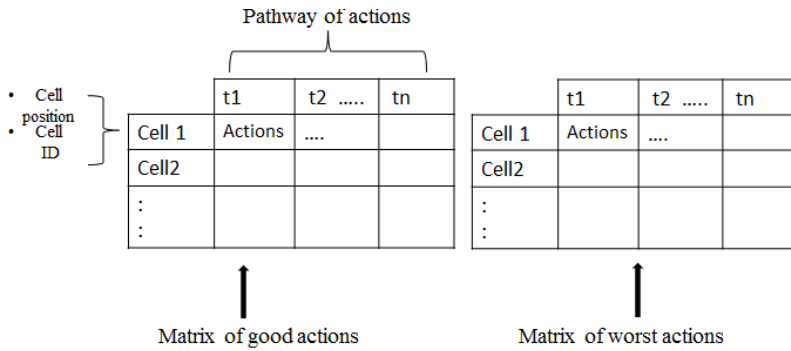 Pathway of actions
• Cell
position
• Cell
ID
t1 t2 ..... tn
Cell 1 Actions ....
Cell2
:
:
t1 t2 ..... tn
Cell 1 Actions ....
Cell2
:
:
Matrix of good actions
Matrix of worst actions